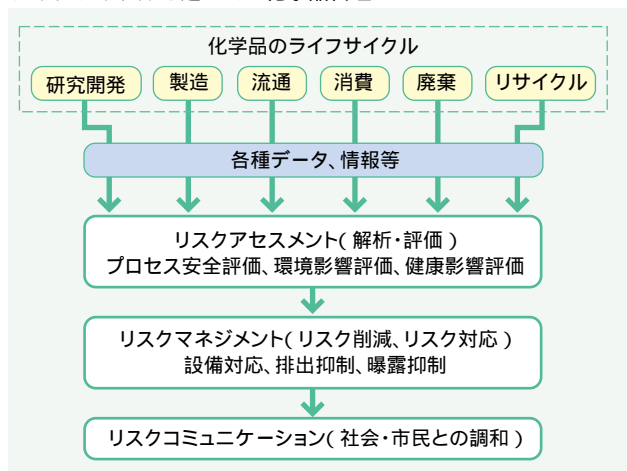 化学品のライフサイクル
研究開発 製造 流通 消費 廃棄 リサイクル
各種データ、情報等
リスクアセスメント(解析・評価)
プロセス安全評価、環境影響評価、健康影響評価
リスクマネジメント(リスク削減、リスク対応)
設備対応、排出抑制、曝露抑制
リスクコミュニケーション(社会・市民との調和)